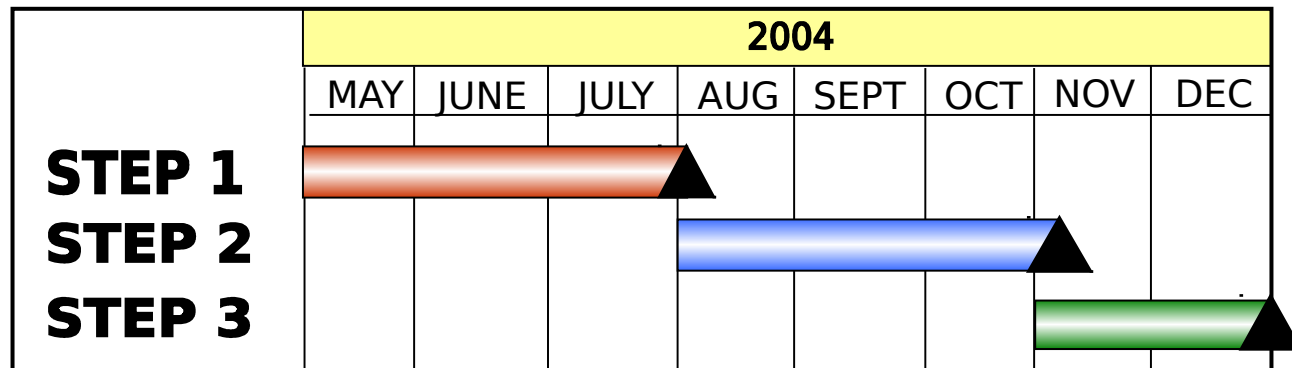 2004
MAY JUNE JULY AUG SEPT OCT NOV DEC
STEP 1
STEP 2
STEP 3